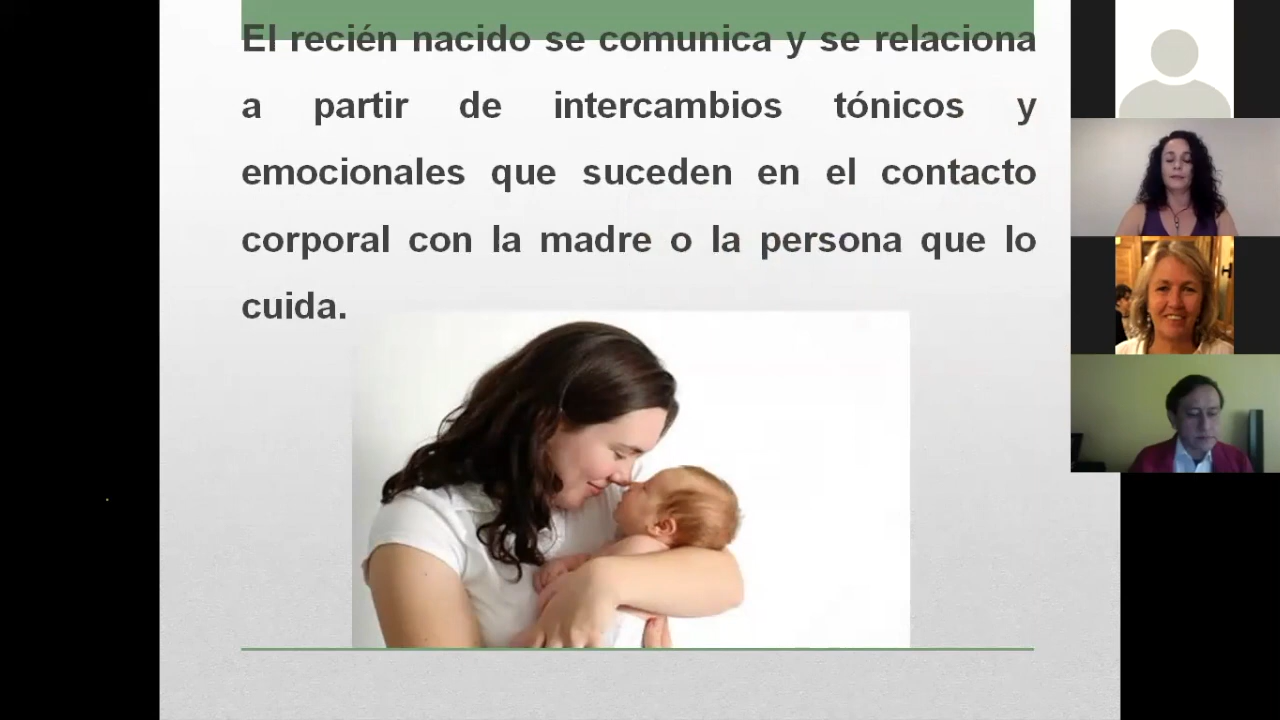 El recién nacido se comunica y se relaciona
a partir de intercambios tónicos y
emocionales que suceden en el contacto
corporal con la madre o la persona que lo
cuida.